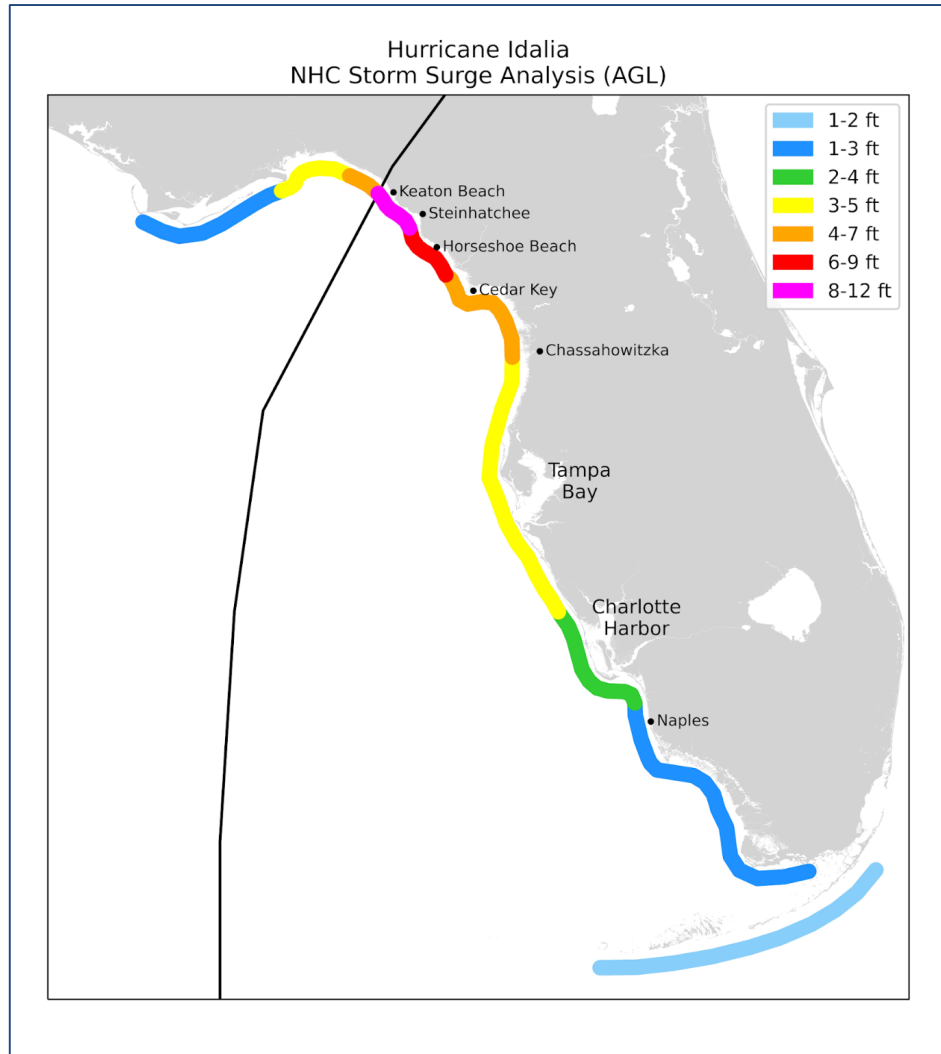 Hurricane Idalia
NHC Storm Surge Analysis (AGL)
1-2 ft
1-3 ft
2-4 ft
3-5 ft
4-7 ft
6-9 ft
8-12 ft
Keaton Beach
Steinhatchee
Horseshoe Beach
Cedar Key
Chassahowitzka
Tampa
Bay
Charlotte
Harbor
Naples